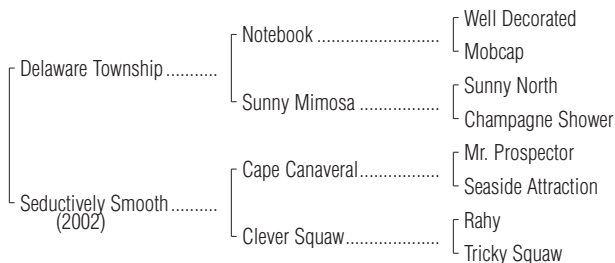 Well Decorated
Notebook ....................................
Mobcap
Delaware Township ..........
Sunny North
Sunny Mimosa .................
Champagne Shower
Mr. Prospector
Cape Canaveral.................
Seaside Attraction
Seductively Smooth..........
(2002)
Rahy
Clever Squaw....................
Tricky Squaw